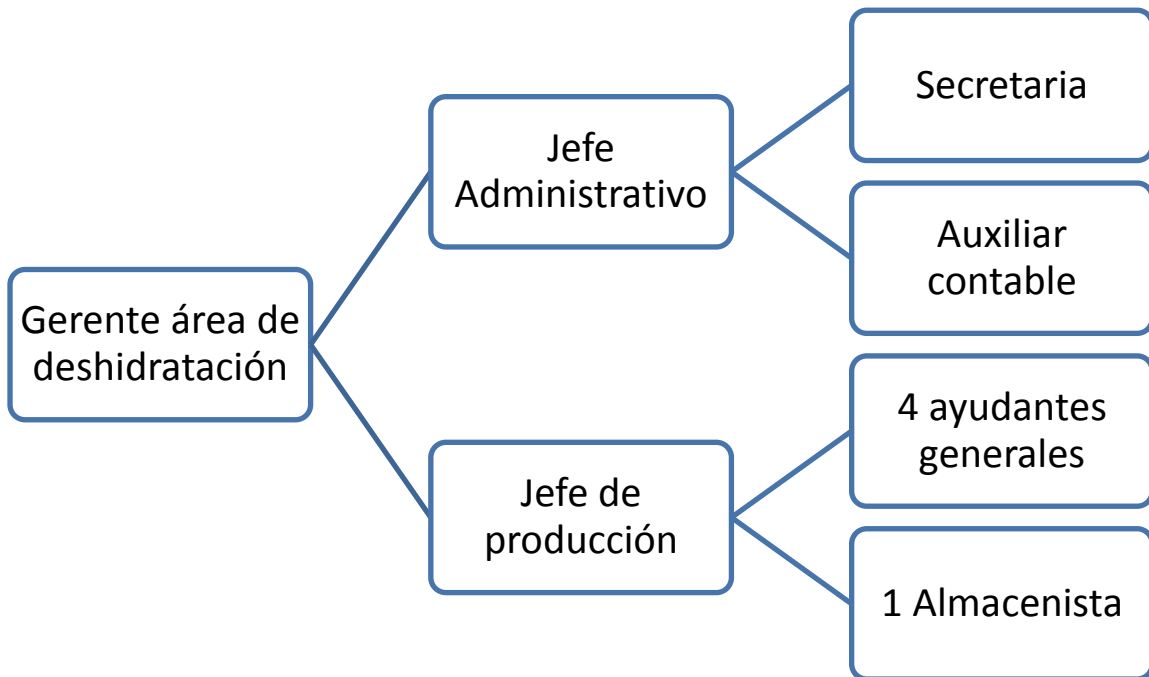 Gerente área de
deshidratación
Jefe
Administrativo
Secretaria
Auxiliar
contable
Jefe de
producción
4 ayudantes
generales
1 Almacenista